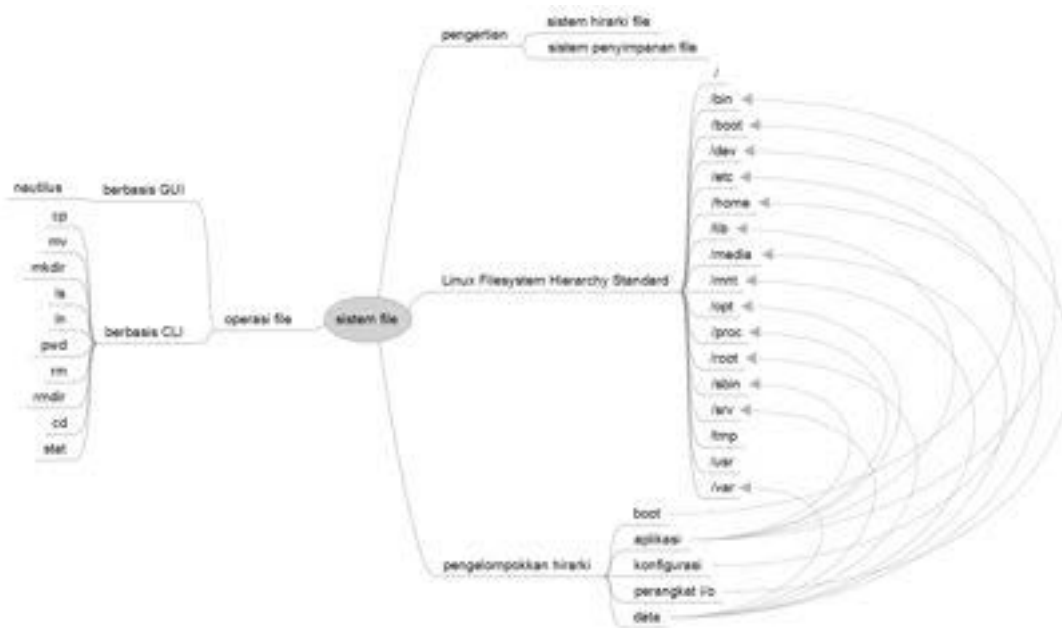 pengertian
sistem hirarki file
sistem penyimpanan file
/
/bin
/boot
/dev
/etc
/home
/lib
/media
/mnt
/opt
/proc
/root
/sbin
/srv
/tmp
/usr
/var
Linux Filesystem Hierarchy Standard
sistem file
operasi file
berbasis GUI
nautilus
berbasis CLI
cp
mv
mkdir
ls
ln
pwd
rm
rmdir
cd
stat
pengelompokkan hirarki
boot
aplikasi
konfigurasi
perangkat i/o
data